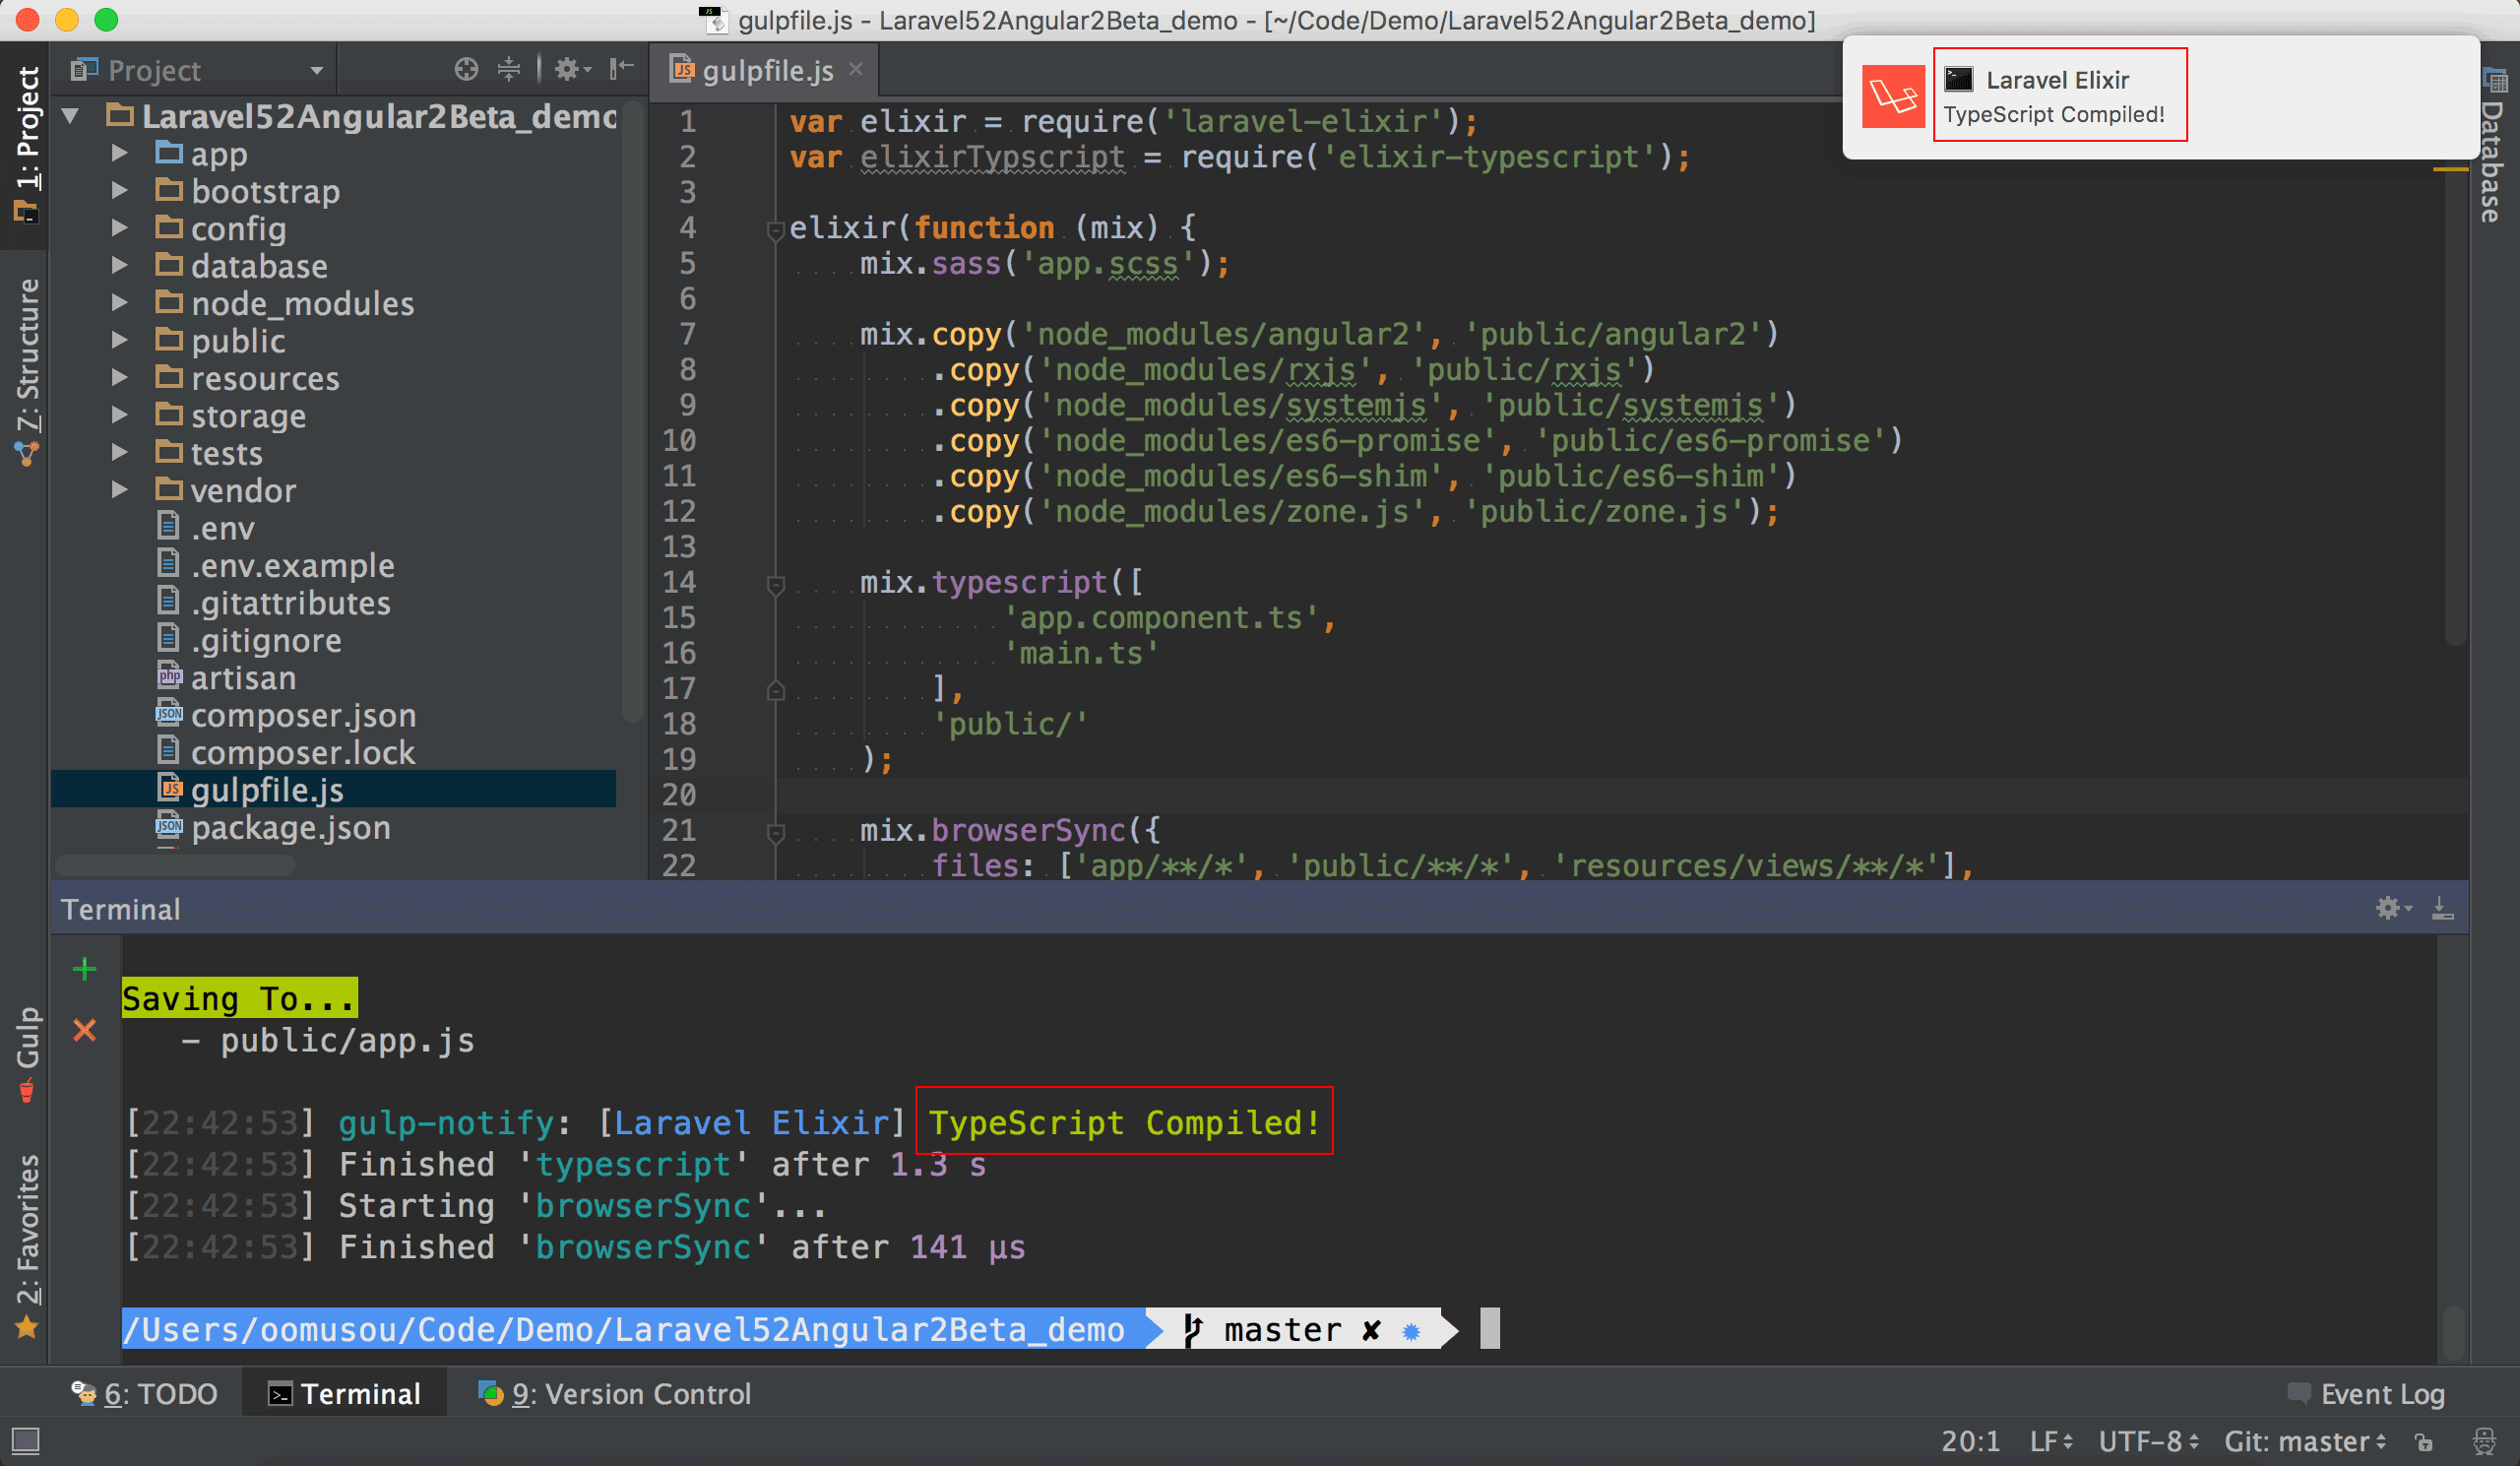 gulpfile.js - Laravel52Angular2Beta_demo - [~/Code/Demo/Laravel52Angular2Beta_demo]
Laravel Elixir
TypeScript Compiled!
1: Project
7: Structure
Gulp
2: Favorites
Database
Project
Laravel52Angular2Beta_demo
app
bootstrap
config
database
node_modules
public
resources
storage
tests
vendor
.env
.env.example
.gitattributes
.gitignore
artisan
composer.json
composer.lock
gulpfile.js
package.json
gulpfile.js
1 var elixir = require('laravel-elixir');
2 var elixirTypscript = require('elixir-typescript');
3
4 elixir(function (mix) {
5 mix.sass('app.scss');
6
7 mix.copy('node_modules/angular2', 'public/angular2')
8 .copy('node_modules/rxjs', 'public/rxjs')
9 .copy('node_modules/systemjs', 'public/systemjs')
10 .copy('node_modules/es6-promise', 'public/es6-promise')
11 .copy('node_modules/es6-shim', 'public/es6-shim')
12 .copy('node_modules/zone.js', 'public/zone.js');
13
14 mix.typescript([
15 'app.component.ts',
16 'main.ts'
17 ],
18 'public/'
19 );
20
21 mix.browserSync({
22 files: ['app/**/*', 'public/**/*', 'resources/views/**/*'],
Terminal
Saving To...
- public/app.js
[22:42:53] gulp-notify: [Laravel Elixir] TypeScript Compiled!
[22:42:53] Finished 'typescript' after 1.3 s
[22:42:53] Starting 'browserSync'...
[22:42:53] Finished 'browserSync' after 141 μs
/Users/oomusou/Code/Demo/Laravel52Angular2Beta_demo master ✘ ✹
6: TODO
Terminal
9: Version Control
Event Log
20:1 LF UTF-8 Git: master